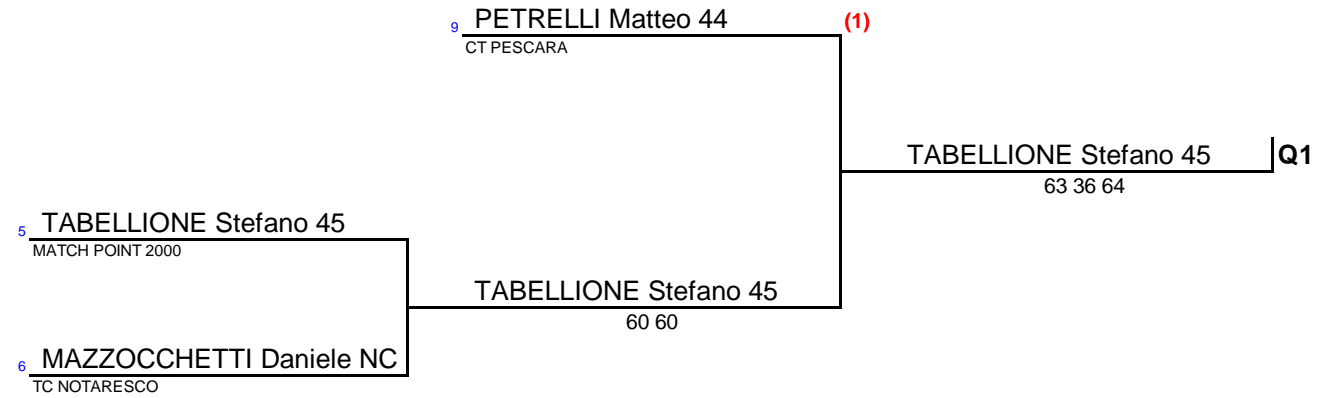 9 PETRELLI Matteo 44 (1)
CT PESCARA
TABELLIONE Stefano 45 Q1
63 36 64
5 TABELLIONE Stefano 45
MATCH POINT 2000
TABELLIONE Stefano 45
60 60
6 MAZZOCCHETTI Daniele NC
TC NOTARESCO